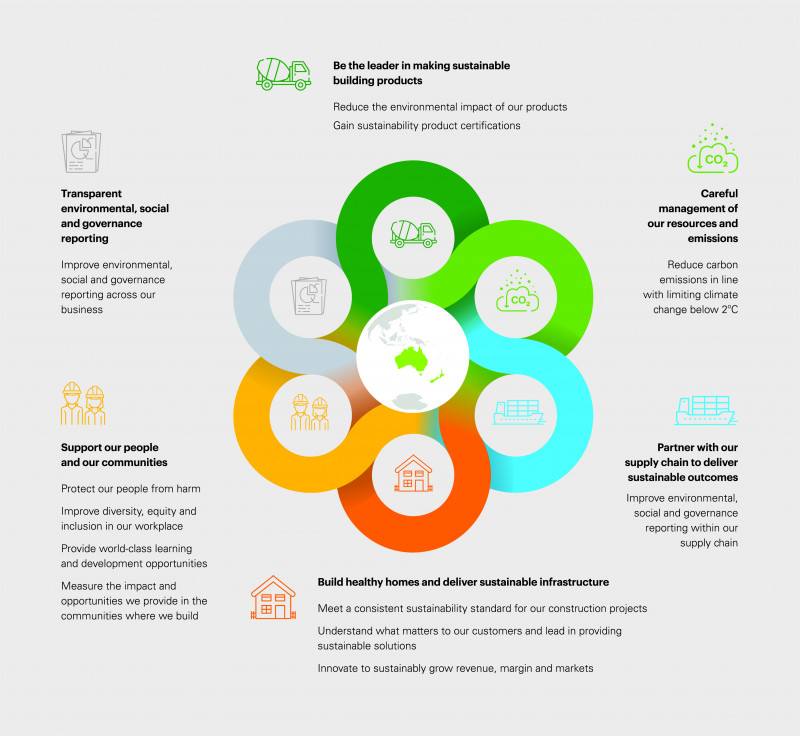 Be the leader in making sustainable
building products
Reduce the environmental impact of our products
Gain sustainability product certifications
Transparent
environmental, social
and governance
reporting
Improve environmental,
social and governance
reporting across our
business
CO₂
Careful
management of
our resources and
emissions
Reduce carbon
emissions in line
with limiting climate
change below 2°C
CO₂
Support our people
and our communities
Protect our people from harm
Improve diversity, equity and
inclusion in our workplace
Provide world-class learning
and development opportunities
Measure the impact and
opportunities we provide in the
communities where we build
Partner with our
supply chain to deliver
sustainable outcomes
Improve environmental,
social and governance
reporting within our
supply chain
Build healthy homes and deliver sustainable infrastructure
Meet a consistent sustainability standard for our construction projects
Understand what matters to our customers and lead in providing
sustainable solutions
Innovate to sustainably grow revenue, margin and markets